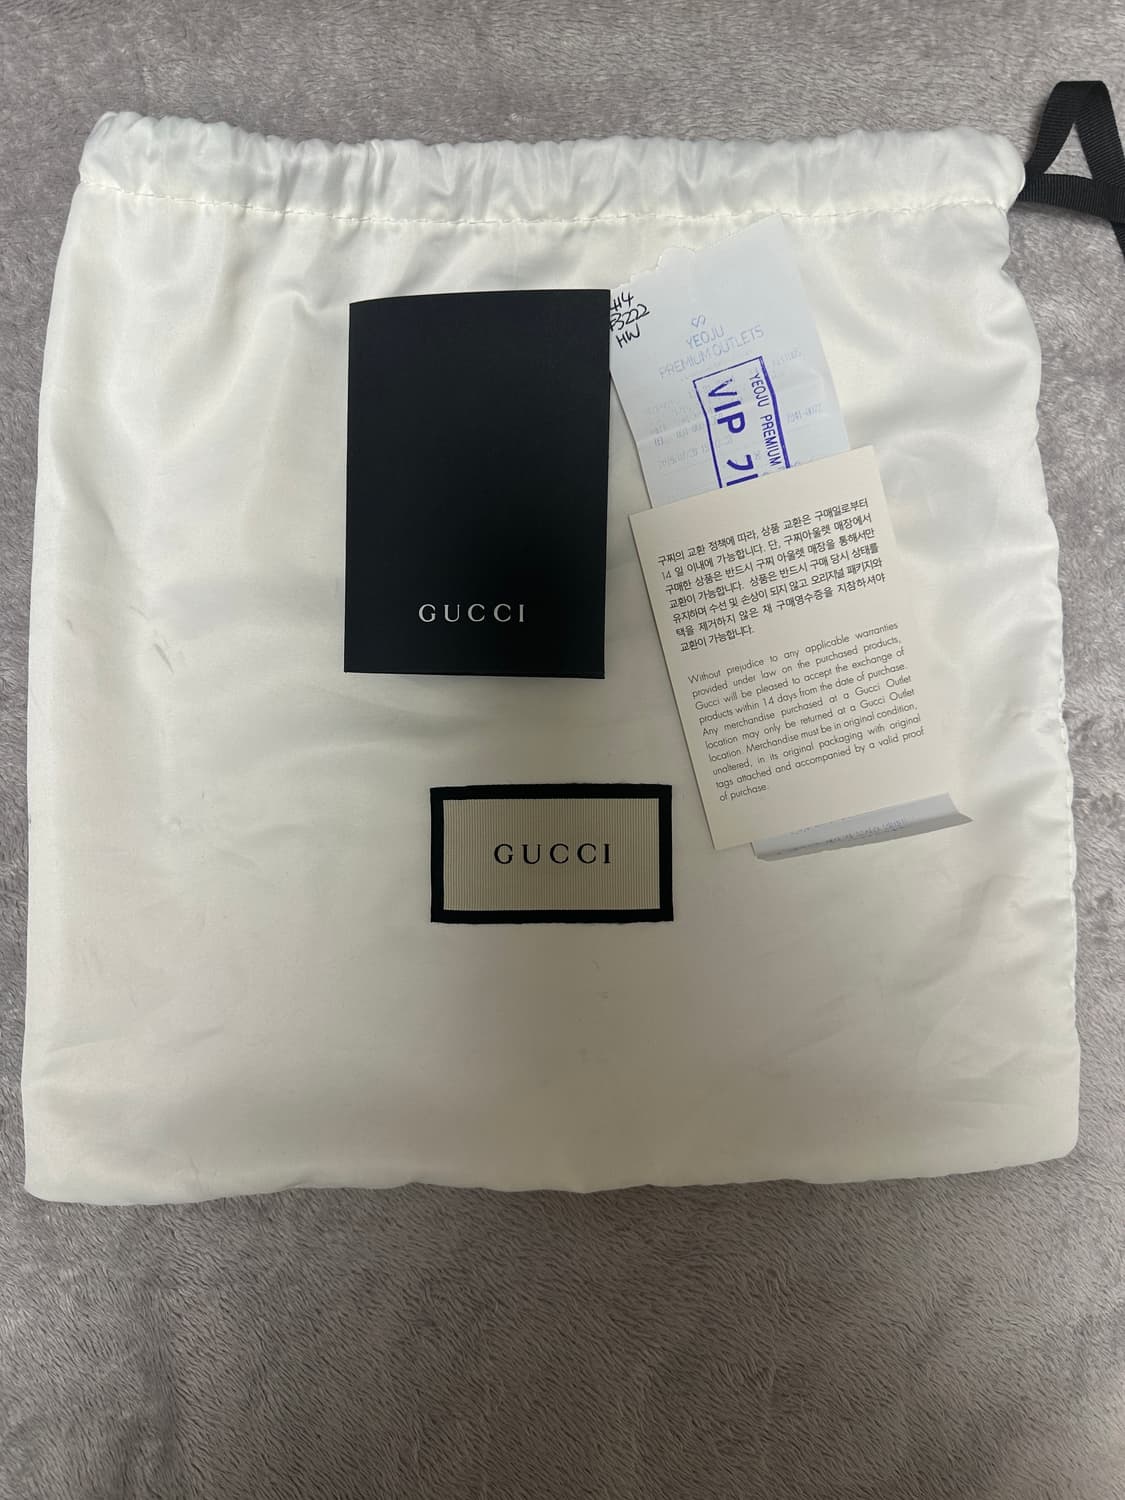 YEOJU
PREMIUM OUTLETS
YEOJU PREMIUM
VIP
3222
HW
GUCCI
구찌의 교환 정책에 따라, 상품 교환은 구매일로부터
14 일 이내에 가능합니다. 단, 구찌아울렛 매장에서
구매한 상품은 반드시 구찌 아울렛 매장을 통해서만
교환이 가능합니다. 상품은 반드시 구매 당시 상태를
유지하며 수선 및 손상이 되지 않고 오리지널 패키지와
택을 제거하지 않은 채 구매영수증을 지참하셔야
교환이 가능합니다.
Without prejudice to any applicable warranties
provided under law on the purchased products,
Gucci will be pleased to accept the exchange of
products within 14 days from the date of purchase.
Any merchandise purchased at a Gucci Outlet
location may only be returned at a Gucci Outlet
location. Merchandise must be in original condition,
unaltered, in its original packaging with original
tags attached and accompanied by a valid proof
of purchase.
GUCCI